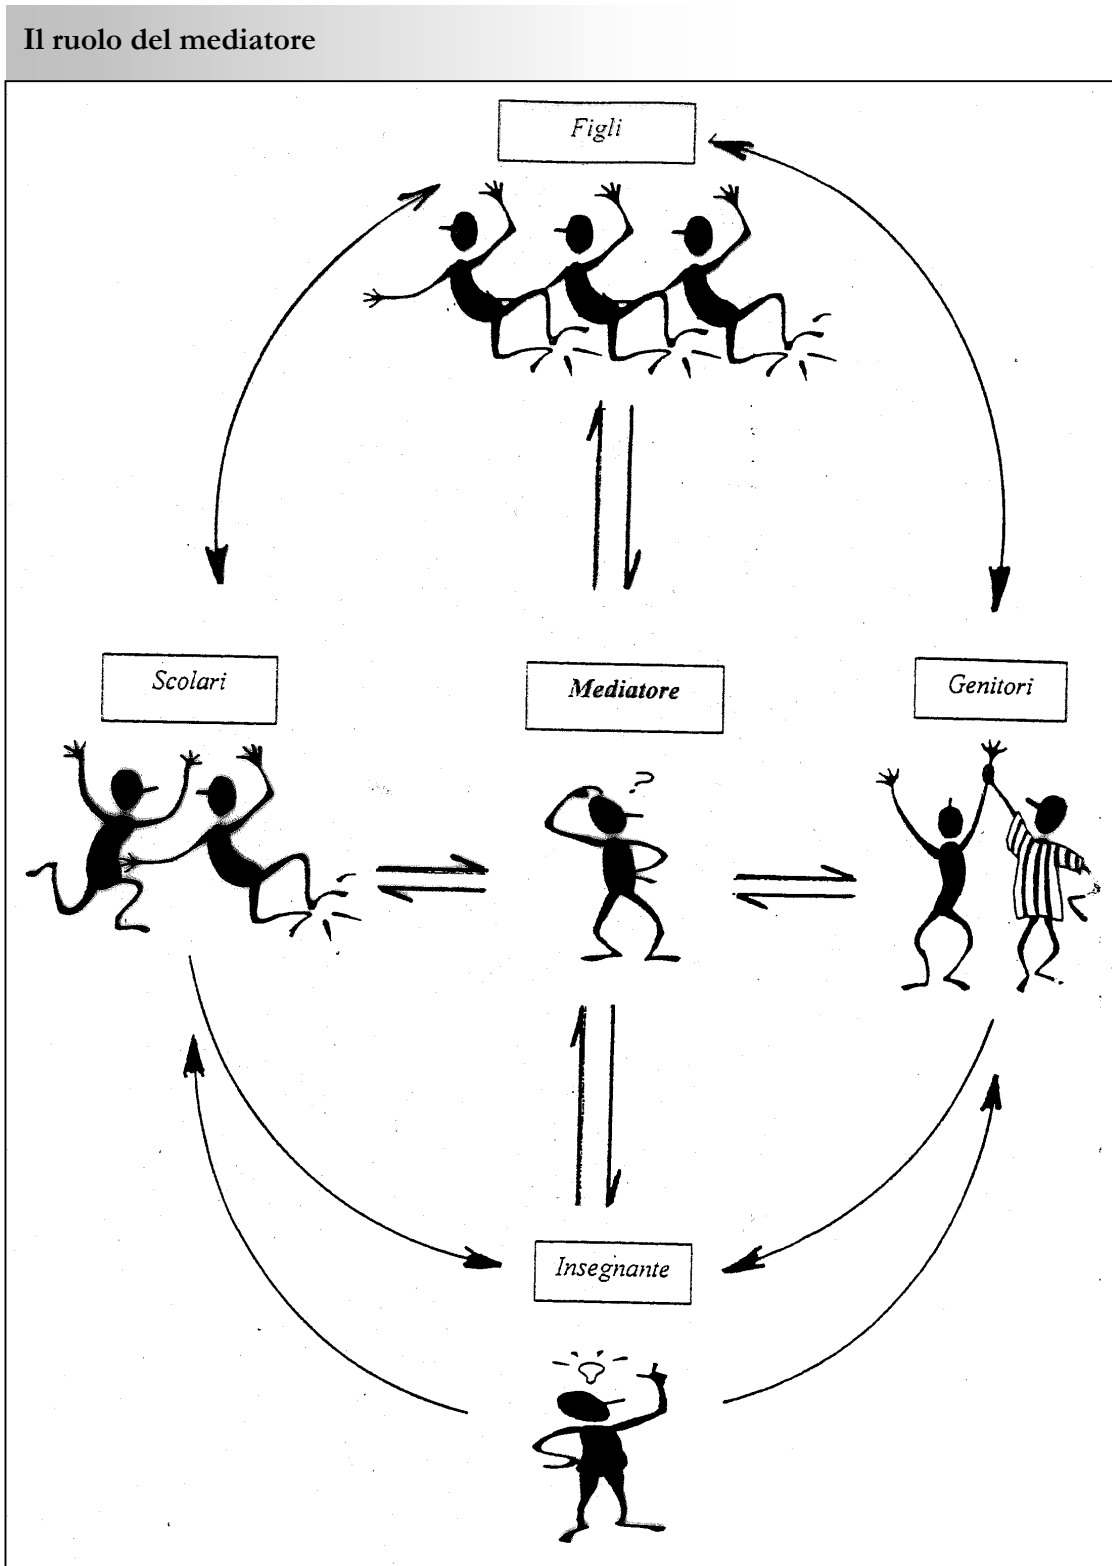 Il ruolo del mediatore
Figli
Scolari
Mediatore
Genitori
?
Insegnante